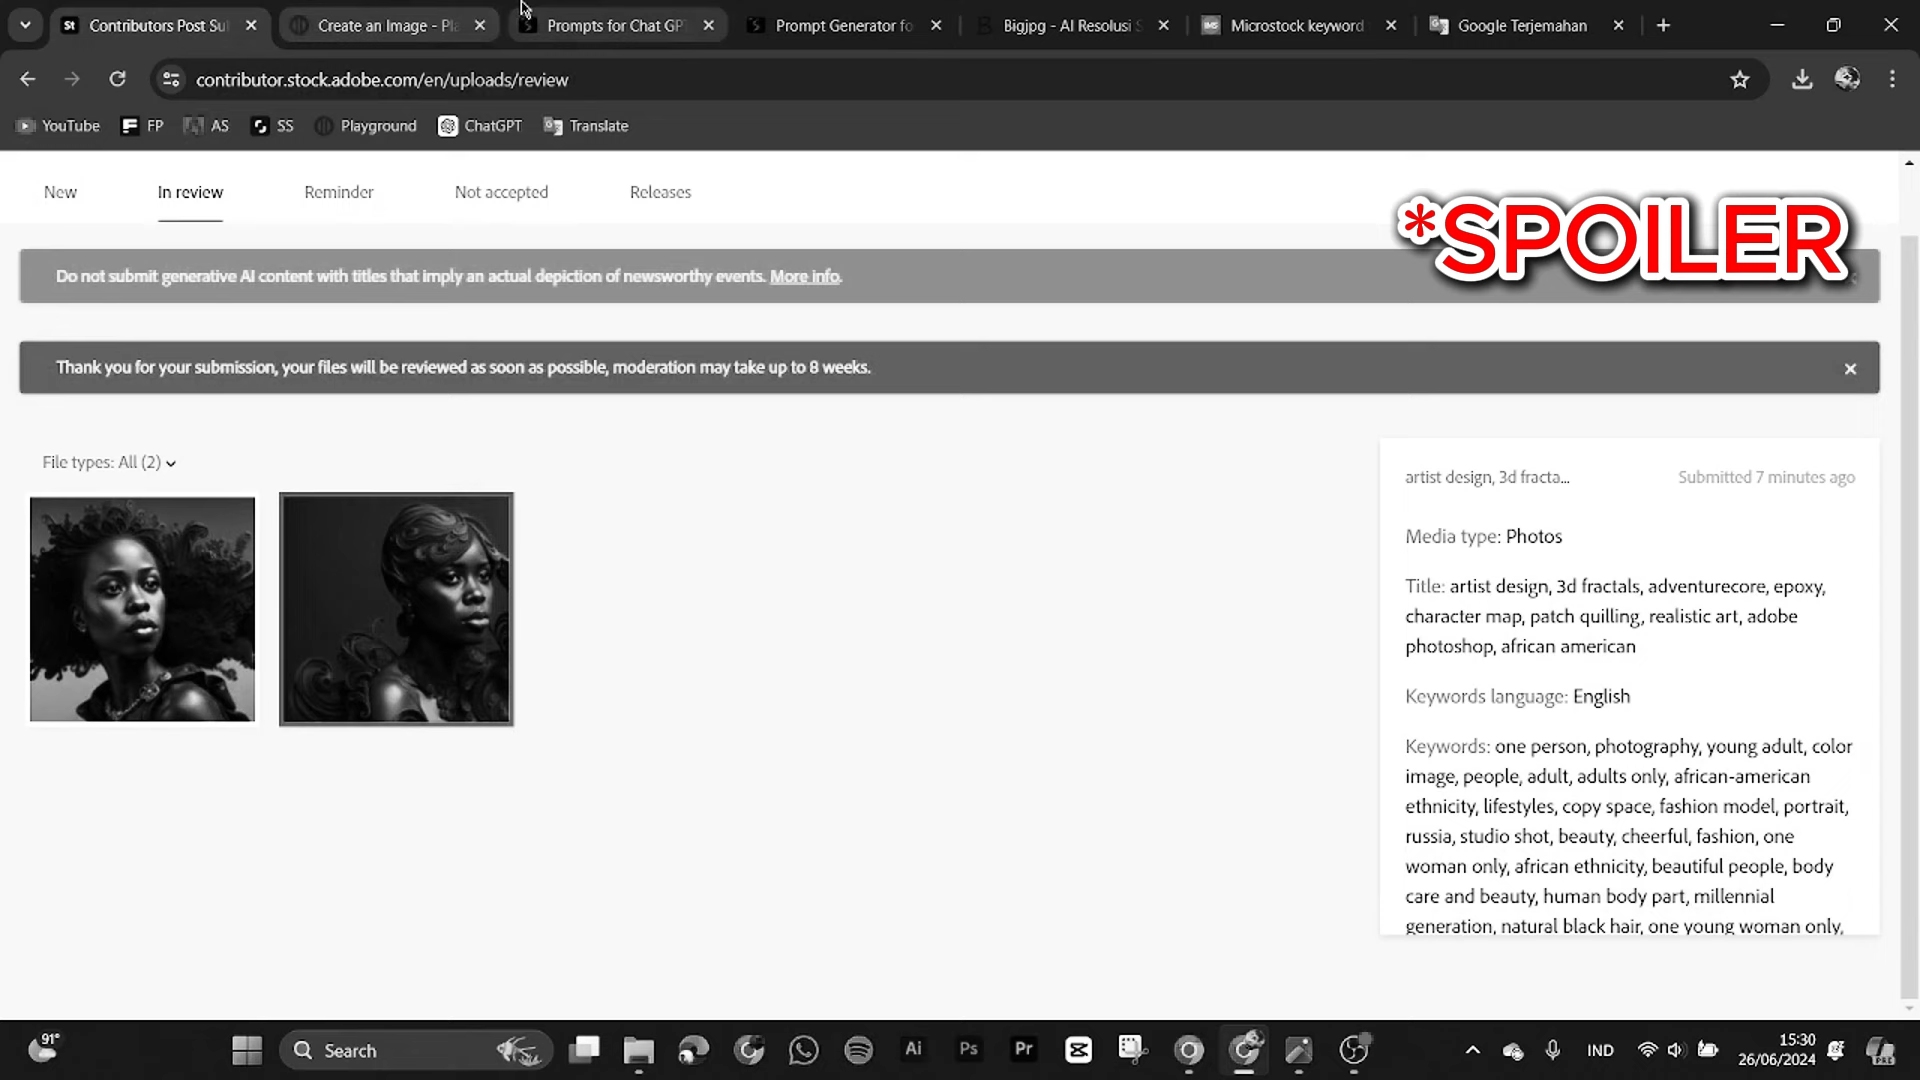 Contributors Post Su
Create an Image - Pla
Prompts for Chat GP
Prompt Generator fo
Bigjpg - AI Resolusi S
Microstock keyword
Google Terjemahan
contributor.stock.adobe.com/en/uploads/review
YouTube
FP
AS
SS
Playground
ChatGPT
Translate
New
In review
Reminder
Not accepted
Releases
*SPOILER
Do not submit generative AI content with titles that imply an actual depiction of newsworthy events. More info.
Thank you for your submission, your files will be reviewed as soon as possible, moderation may take up to 8 weeks.
File types: All (2)
artist design, 3d fracta...
Submitted 7 minutes ago
Media type: Photos
Title: artist design, 3d fractals, adventurecore, epoxy,
character map, patch quilling, realistic art, adobe
photoshop, african american
Keywords language: English
Keywords: one person, photography, young adult, color
image, people, adult, adults only, african-american
ethnicity, lifestyles, copy space, fashion model, portrait,
russia, studio shot, beauty, cheerful, fashion, one
woman only, african ethnicity, beautiful people, body
care and beauty, human body part, millennial
generation, natural black hair, one young woman only,
91°
Search
Ai
Ps
Pr
IND
15:30
26/06/2024
PRE